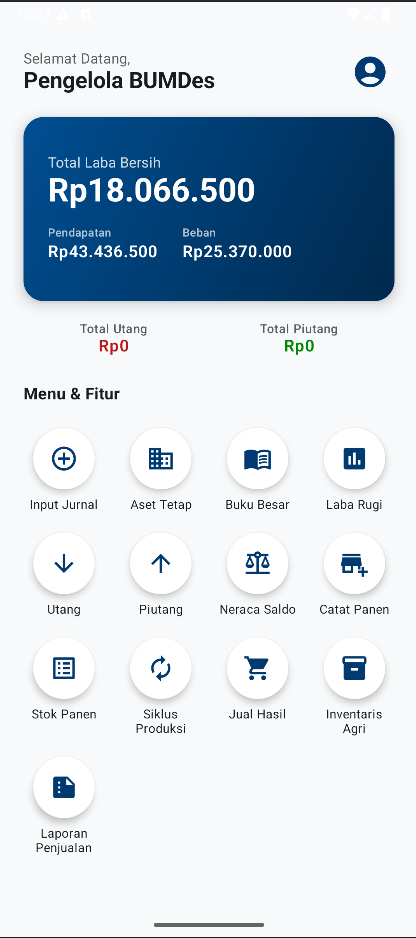 Selamat Datang,
Pengelola BUMDes
Total Laba Bersih
Rp18.066.500
Pendapatan Beban
Rp43.436.500 Rp25.370.000
Total Utang Total Piutang
Rp0 Rp0
Menu & Fitur
Input Jurnal Aset Tetap Buku Besar Laba Rugi
Utang Piutang Neraca Saldo Catat Panen
Stok Panen Siklus Jual Hasil Inventaris
Produksi Agri
Laporan
Penjualan